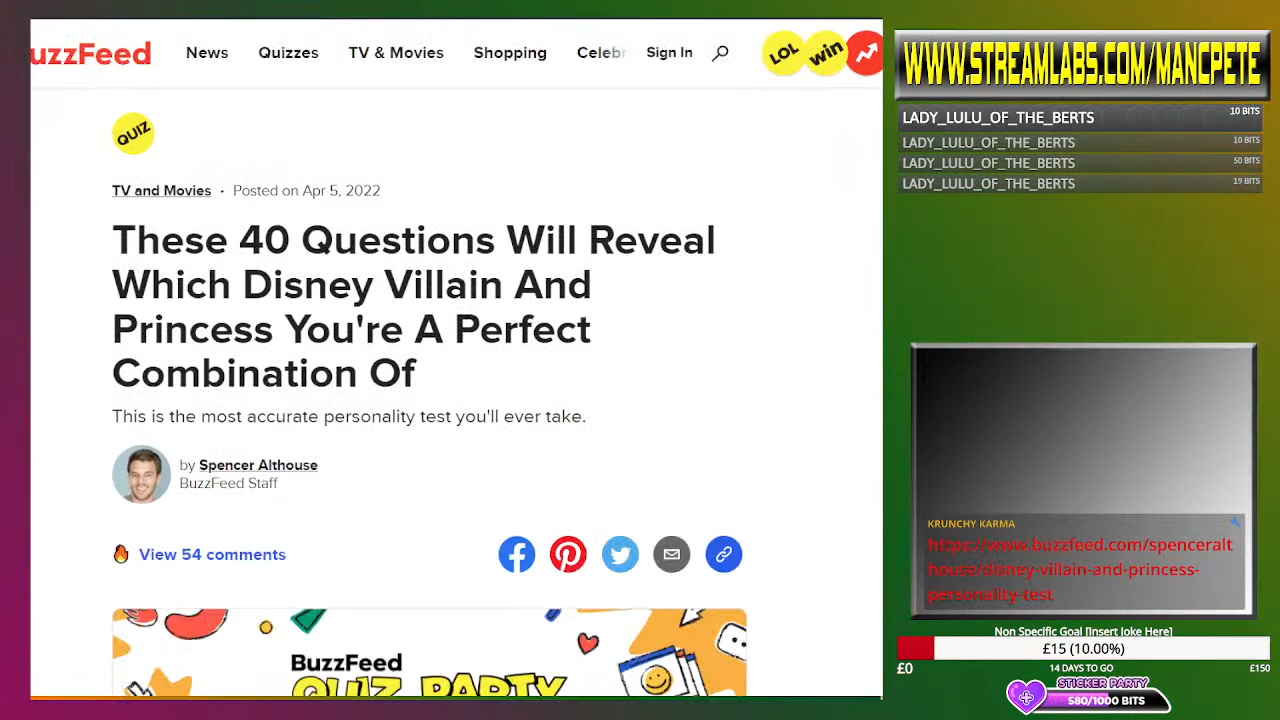 uzzFeed
News Quizzes TV & Movies Shopping Celebr Sign In LOL win
QUIZ
TV and Movies · Posted on Apr 5, 2022
These 40 Questions Will Reveal
Which Disney Villain And
Princess You're A Perfect
Combination Of
This is the most accurate personality test you'll ever take.
by Spencer Althouse
BuzzFeed Staff
View 54 comments
BuzzFeed
QUIZ PARTY
WWW.STREAMLABS.COM/MANCPETE
LADY_LULU_OF_THE_BERTS 10 BITS
LADY_LULU_OF_THE_BERTS 10 BITS
LADY_LULU_OF_THE_BERTS 50 BITS
LADY_LULU_OF_THE_BERTS 19 BITS
KRUNCHY KARMA
https://www.buzzfeed.com/spenceralt
house/disney-villain-and-princess-
personality-test
Non Specific Goal [Insert Joke Here]
£15 (10.00%)
£0 14 DAYS TO GO £150
STICKER PARTY
580/1000 BITS